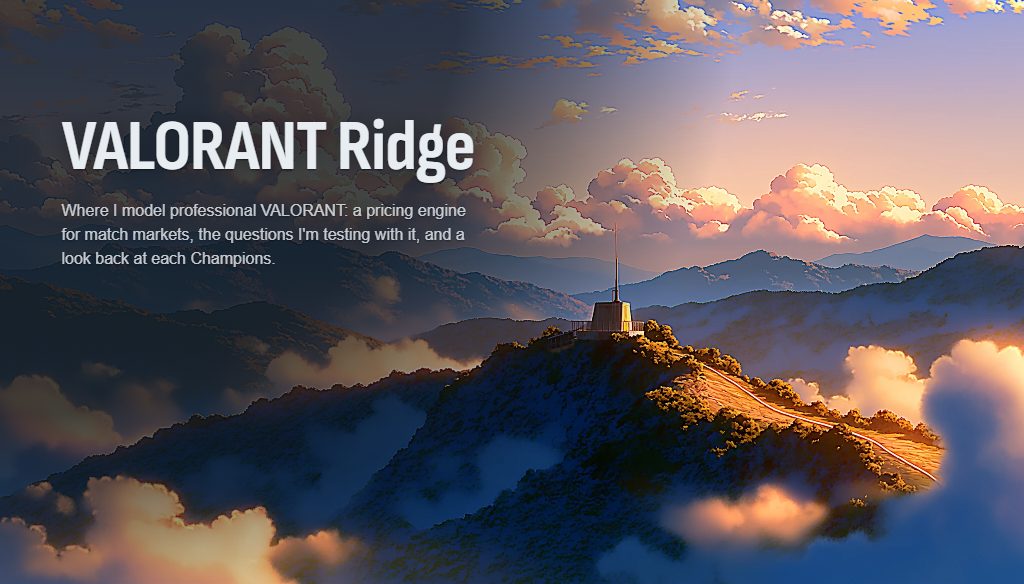 VALORANT Ridge
Where I model professional VALORANT: a pricing engine
for match markets, the questions I'm testing with it, and a
look back at each Champions.